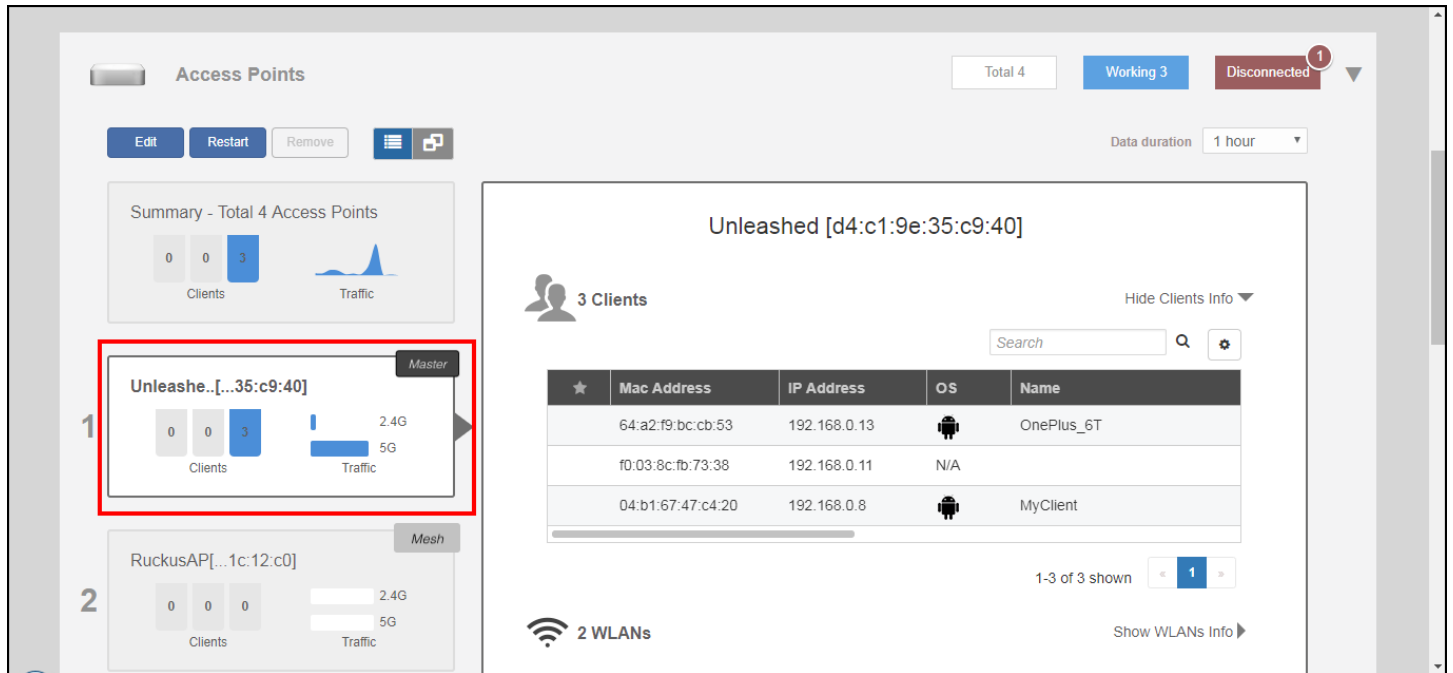 Access Points
Total 4
Working 3
Disconnected
1
Edit
Restart
Remove
Data duration
1 hour
Summary - Total 4 Access Points
0 0 3
Clients
Traffic
1
Master
Unleashe..[...35:c9:40]
0 0 3
2.4G
5G
Clients
Traffic
2
Mesh
RuckusAP[...1c:12:c0]
0 0 0
2.4G
5G
Clients
Traffic
Unleashed [d4:c1:9e:35:c9:40]
3 Clients
Hide Clients Info
Search
Mac Address IP Address OS Name
64:a2:f9:bc:cb:53 192.168.0.13 OnePlus_6T
f0:03:8c:fb:73:38 192.168.0.11 N/A
04:b1:67:47:c4:20 192.168.0.8 MyClient
1-3 of 3 shown
« 1 »
2 WLANs
Show WLANs Info